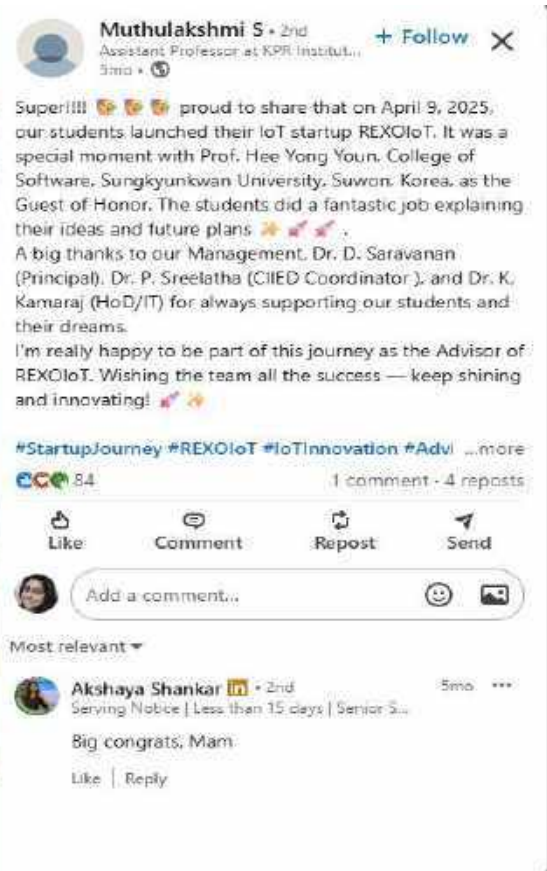 Muthulakshmi S • 2nd
+ Follow
Assistant Professor at KPR Institut...
5mo •
Super!!!! proud to share that on April 9, 2025,
our students launched their IoT startup REXOIoT. It was a
special moment with Prof. Hee Yong Youn, College of
Software, Sungkyunkwan University, Suwon, Korea, as the
Guest of Honor. The students did a fantastic job explaining
their ideas and future plans .
A big thanks to our Management, Dr. D. Saravanan
(Principal), Dr. P. Sreelatha (CIIED Coordinator ), and Dr. K.
Kamaraj (HoD/IT) for always supporting our students and
their dreams.
I'm really happy to be part of this journey as the Advisor of
REXOIoT. Wishing the team all the success — keep shining
and innovating!
#StartupJourney #REXOIoT #IoTInnovation #Advi ...more
84
1 comment · 4 reposts
Like Comment Repost Send
Add a comment...
Most relevant
Akshaya Shankar in • 2nd
5mo
Serving Notice | Less than 15 days | Senior S...
Big congrats, Mam
Like | Reply